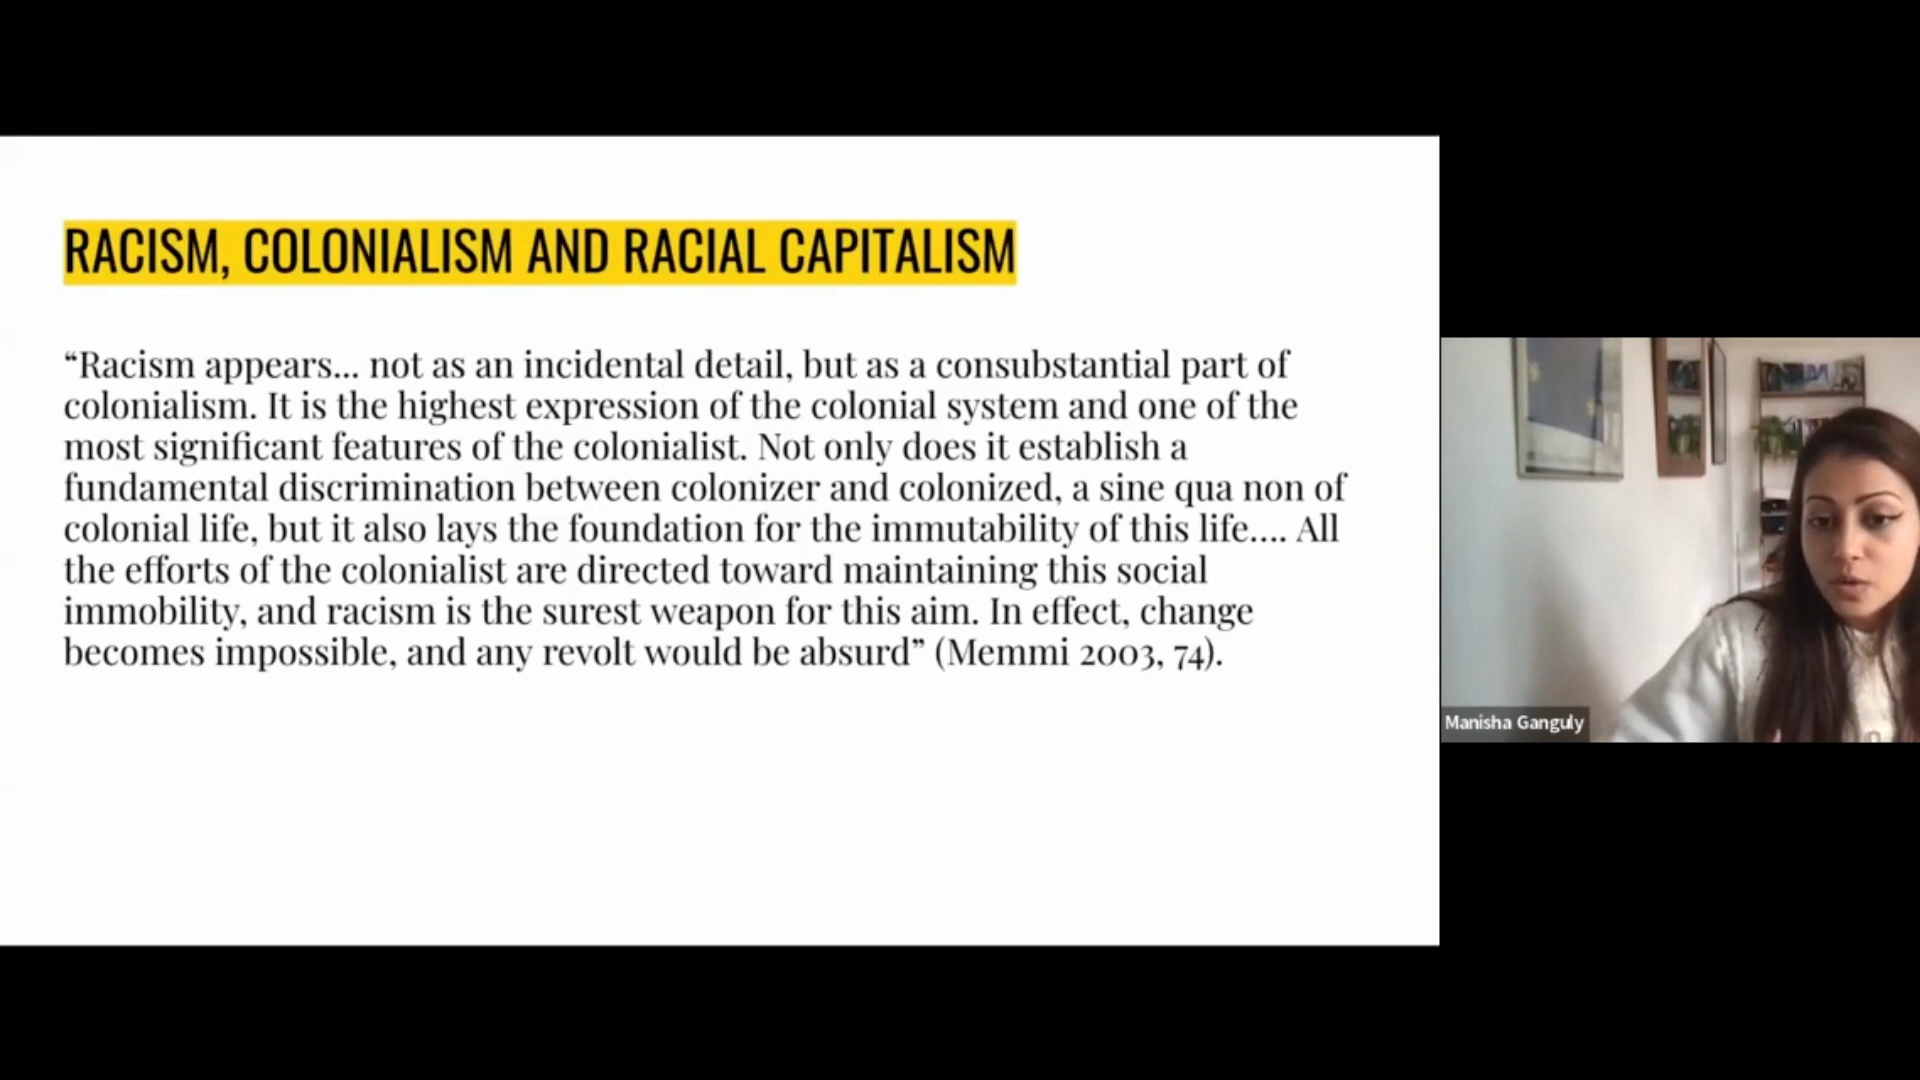 RACISM, COLONIALISM AND RACIAL CAPITALISM
“Racism appears... not as an incidental detail, but as a consubstantial part of
colonialism. It is the highest expression of the colonial system and one of the
most significant features of the colonialist. Not only does it establish a
fundamental discrimination between colonizer and colonized, a sine qua non of
colonial life, but it also lays the foundation for the immutability of this life.... All
the efforts of the colonialist are directed toward maintaining this social
immobility, and racism is the surest weapon for this aim. In effect, change
becomes impossible, and any revolt would be absurd” (Memmi 2003, 74).
Manisha Ganguly